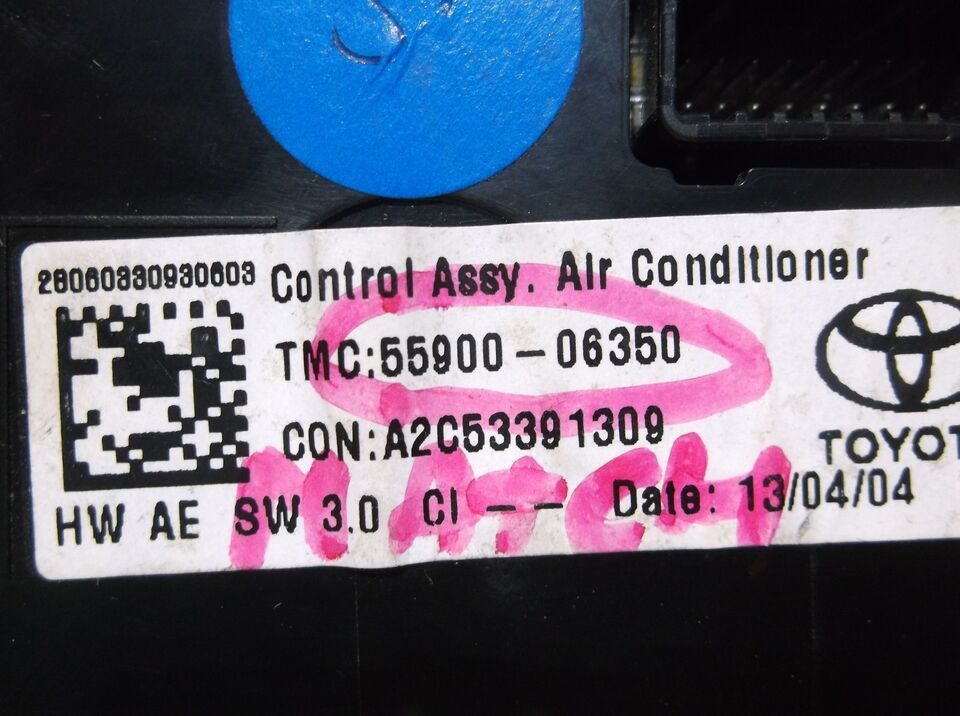 28060330930603
Control Assy. Air Conditioner
TMC:55900-06350
CON:A2C53391309
TOYOT
HW AE SW 3.0 CI -- Date: 13/04/04
MATCH